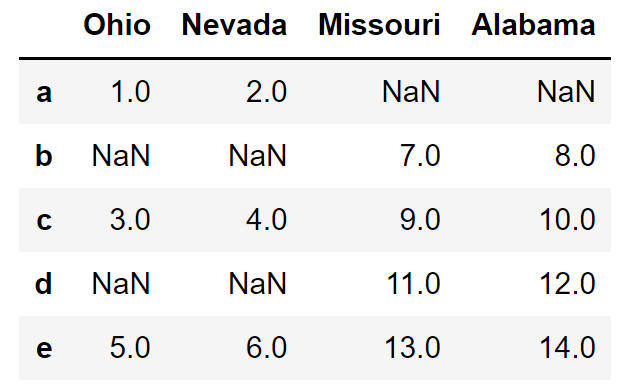 Ohio Nevada Missouri Alabama
a 1.0 2.0 NaN NaN
b NaN NaN 7.0 8.0
c 3.0 4.0 9.0 10.0
d NaN NaN 11.0 12.0
e 5.0 6.0 13.0 14.0